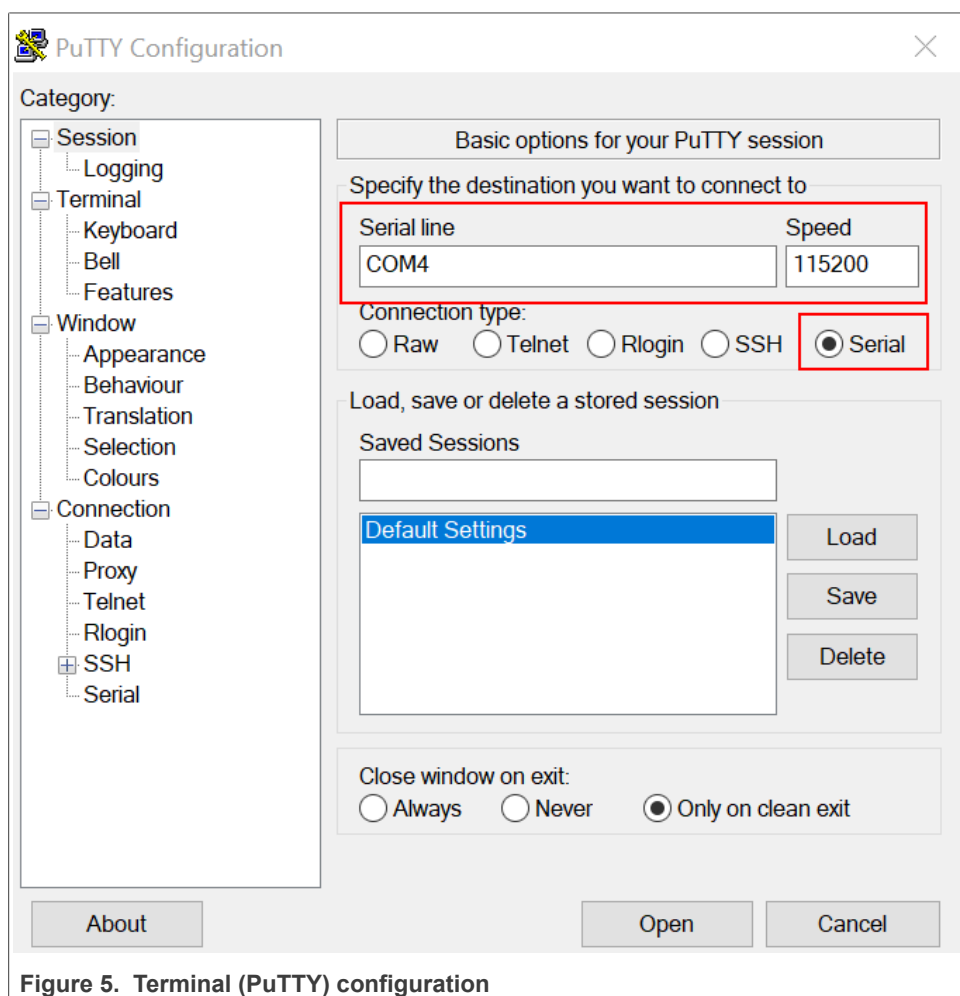 PuTTY Configuration
Category:
Session
Logging
Terminal
Keyboard
Bell
Features
Window
Appearance
Behaviour
Translation
Selection
Colours
Connection
Data
Proxy
Telnet
Rlogin
SSH
Serial
Basic options for your PuTTY session
Specify the destination you want to connect to
Serial line Speed
COM4 115200
Connection type:
Raw Telnet Rlogin SSH Serial
Load, save or delete a stored session
Saved Sessions
Default Settings
Load
Save
Delete
Close window on exit:
Always Never Only on clean exit
About Open Cancel
Figure 5. Terminal (PuTTY) configuration